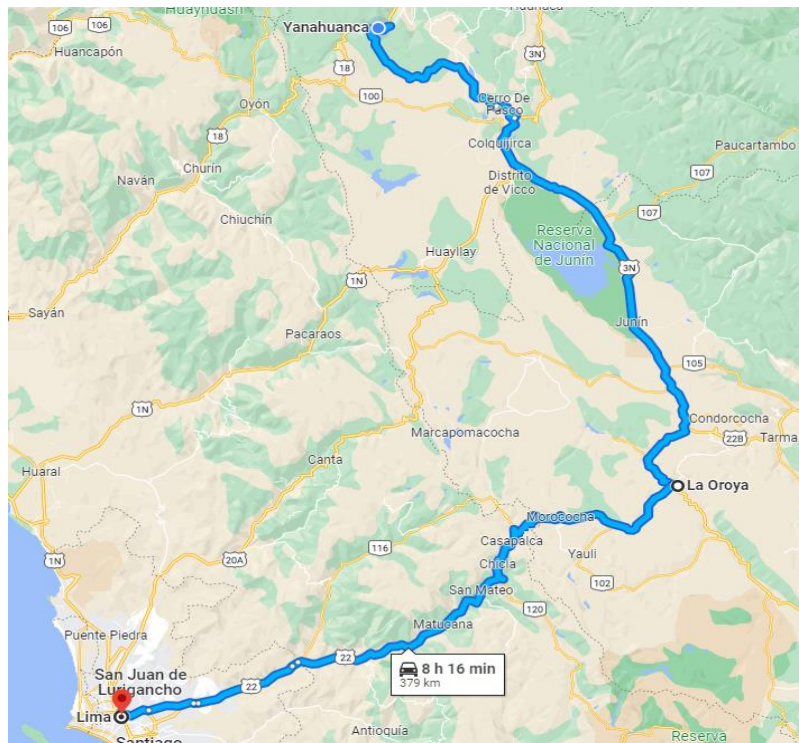 106
106
Huayhuash
Huánuco
Yanahuanca
Huancapón
18
3N
Oyón
100
Cerro De
Pasco
18
Colquijirca
Paucartambo
Churín
Distrito
de Vicco
107
Naván
107
Chiuchín
Reserva
Nacional
de Junín
Huayllay
3N
1N
Sayán
Junín
Pacaraos
105
1N
Condorcocha
Marcapomacocha
22B
Tarma
Canta
Huaral
La Oroya
Morococha
116
Casapalca
Yauli
1N
20A
Chicla
102
San Mateo
120
Matucana
Puente Piedra
22
8 h 16 min
379 km
San Juan de
Lurigancho
22
Lima
Antioquía
Santiago
Reserva